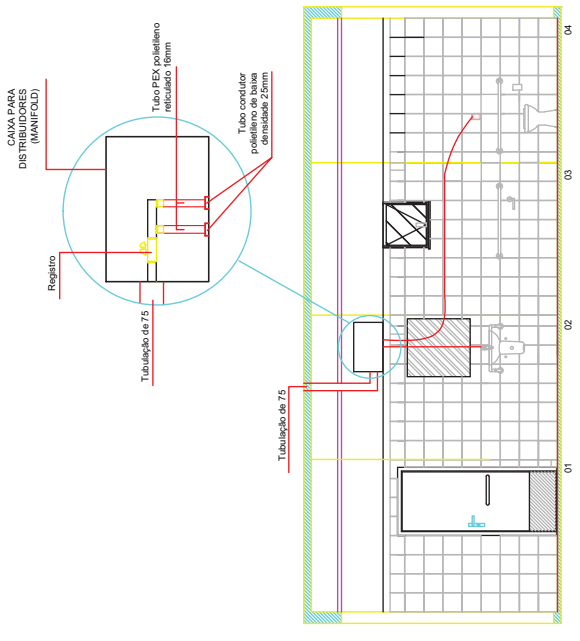 CAIXA PARA
DISTRIBUIDORES
(MANIFOLD)
Tubo PEX polietileno
reticulado 16mm
Tubo condutor
polietileno de baixa
densidade 25mm
Registro
Tubulação de 75
Tubulação de 75
01
02
03
04